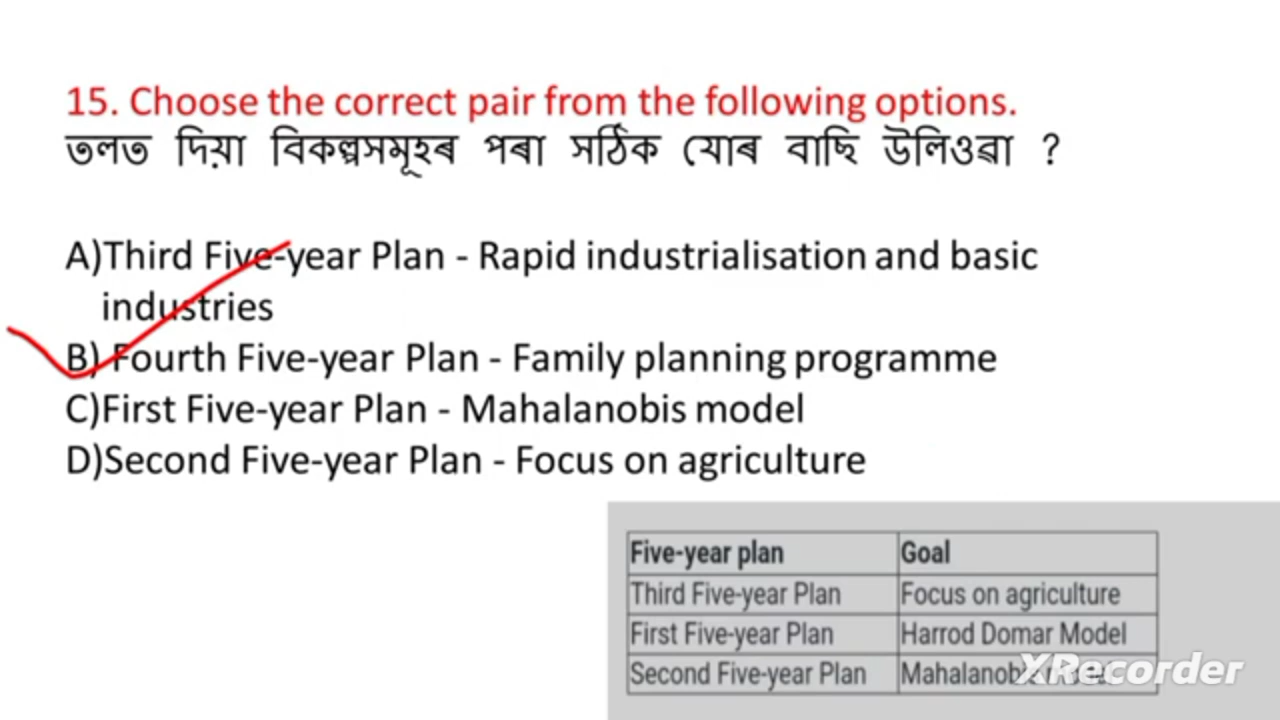 15. Choose the correct pair from the following options.
তলত দিয়া বিকল্পসমূহৰ পৰা সঠিক যোৰ বাছি উলিওৱা ?
A)Third Five-year Plan - Rapid industrialisation and basic
industries
B) Fourth Five-year Plan - Family planning programme
C)First Five-year Plan - Mahalanobis model
D)Second Five-year Plan - Focus on agriculture
Five-year plan Goal
Third Five-year Plan Focus on agriculture
First Five-year Plan Harrod Domar Model
Second Five-year Plan Mahalanobis
XRecorder